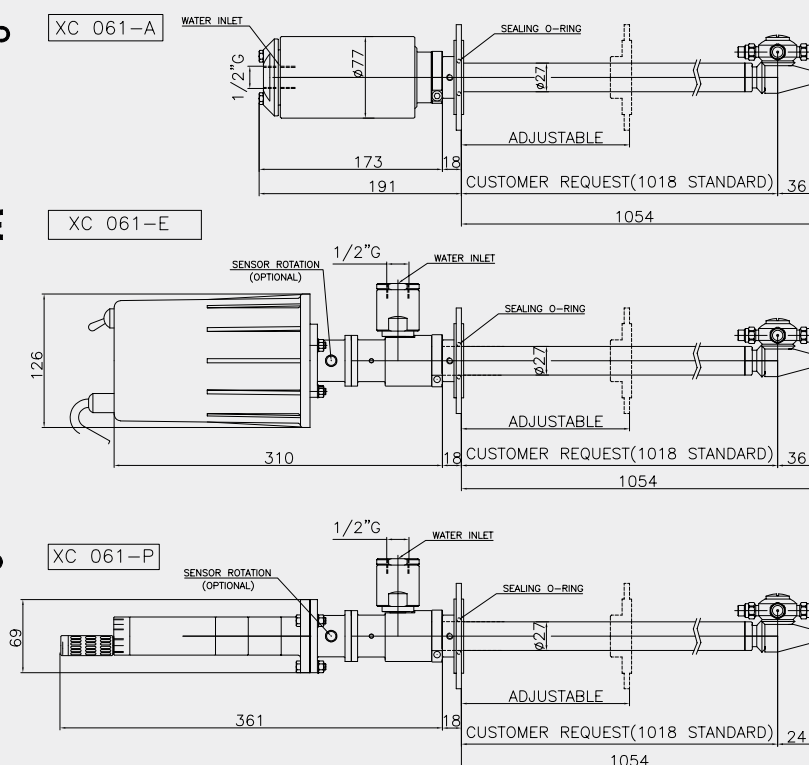 XC 061-A
WATER INLET
SEALING O-RING
1/2"G
ø77
ø27
ADJUSTABLE
173
18
191
CUSTOMER REQUEST(1018 STANDARD)
36
1054
XC 061-E
1/2"G
WATER INLET
SENSOR ROTATION
(OPTIONAL)
SEALING O-RING
126
ø27
ADJUSTABLE
310
18
CUSTOMER REQUEST(1018 STANDARD)
36
1054
XC 061-P
1/2"G
WATER INLET
SENSOR ROTATION
(OPTIONAL)
SEALING O-RING
69
ø27
ADJUSTABLE
361
18
CUSTOMER REQUEST(1018 STANDARD)
24
1054